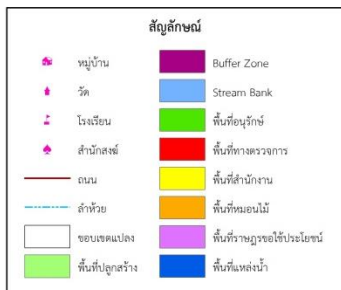 สัญลักษณ์
หมู่บ้าน
Buffer Zone
วัด
Stream Bank
โรงเรียน
พื้นที่อนุรักษ์
สำนักสงฆ์
พื้นที่ทางตรวจการ
ถนน
พื้นที่สำนักงาน
ลำห้วย
พื้นที่หมอนไม้
ขอบเขตแปลง
พื้นที่ราษฎรขอใช้ประโยชน์
พื้นที่ปลูกสร้าง
พื้นที่แหล่งน้ำ